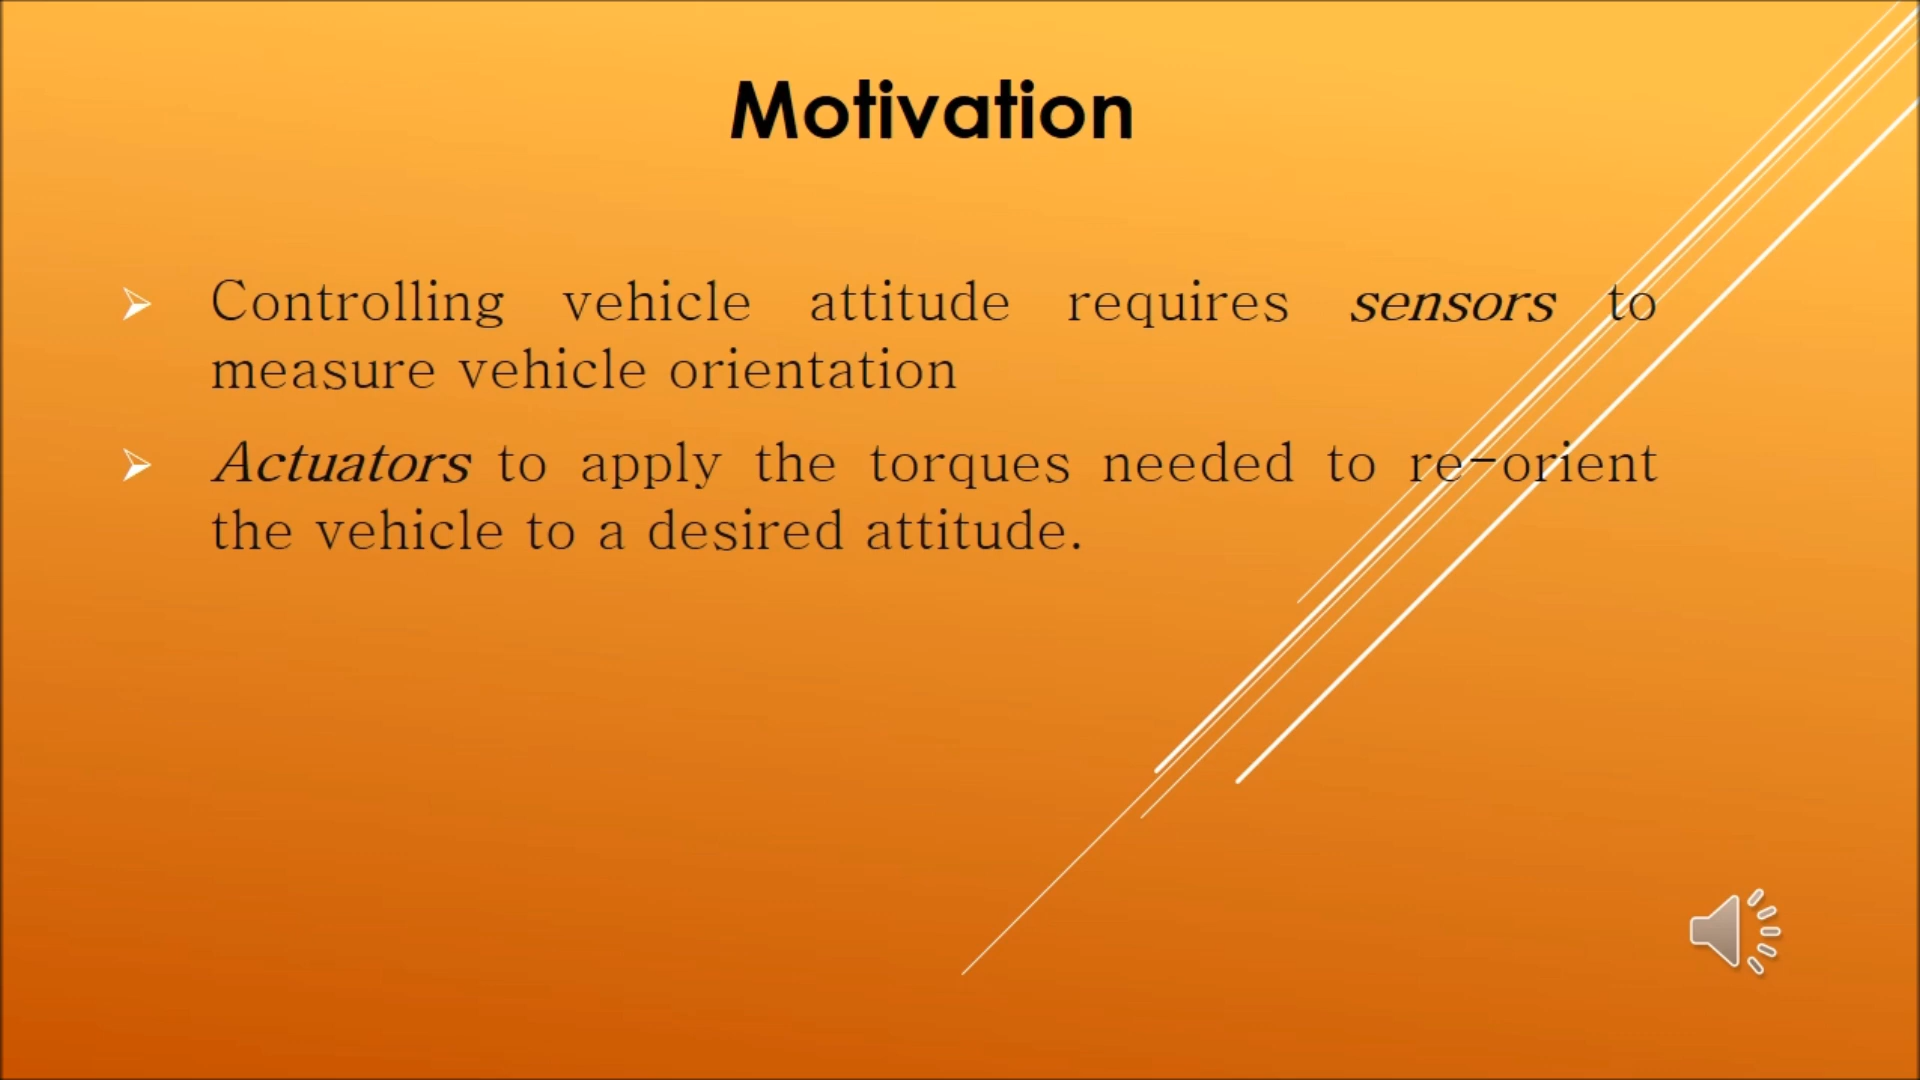 Motivation
Controlling vehicle attitude requires sensors to
measure vehicle orientation
Actuators to apply the torques needed to re-orient
the vehicle to a desired attitude.